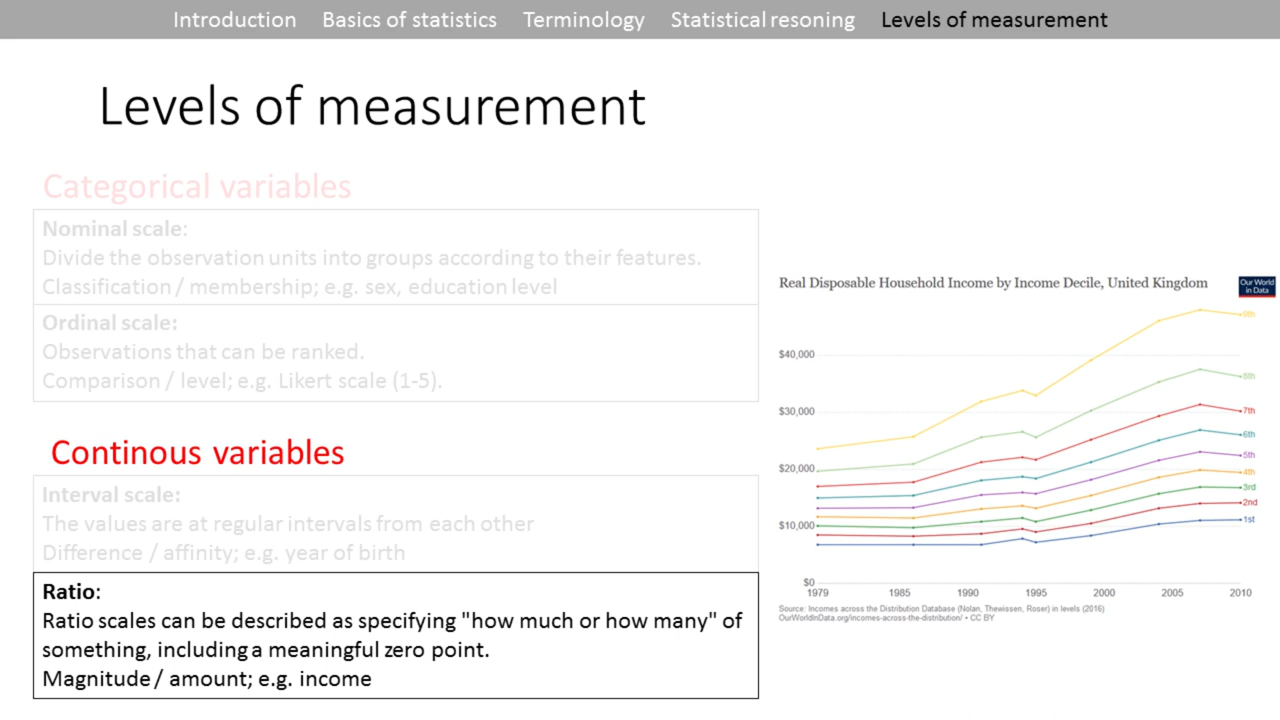 Introduction Basics of statistics Terminology Statistical resoning Levels of measurement
Levels of measurement
Categorical variables
Nominal scale:
Divide the observation units into groups according to their features.
Classification / membership; e.g. sex, education level
Ordinal scale:
Observations that can be ranked.
Comparison / level; e.g. Likert scale (1-5).
Continous variables
Interval scale:
The values are at regular intervals from each other
Difference / affinity; e.g. year of birth
Ratio:
Ratio scales can be described as specifying "how much or how many" of
something, including a meaningful zero point.
Magnitude / amount; e.g. income
Real Disposable Household Income by Income Decile, United Kingdom
Our World
in Data
9th
$40,000
8th
$30,000
7th
6th
5th
$20,000
4th
3rd
2nd
$10,000
1st
$0
1979 1985 1990 1995 2000 2005 2010
Source: Incomes across the Distribution Database (Nolan, Thewissen, Roser) in levels (2016)
OurWorldInData.org/incomes-across-the-distribution/ • CC BY